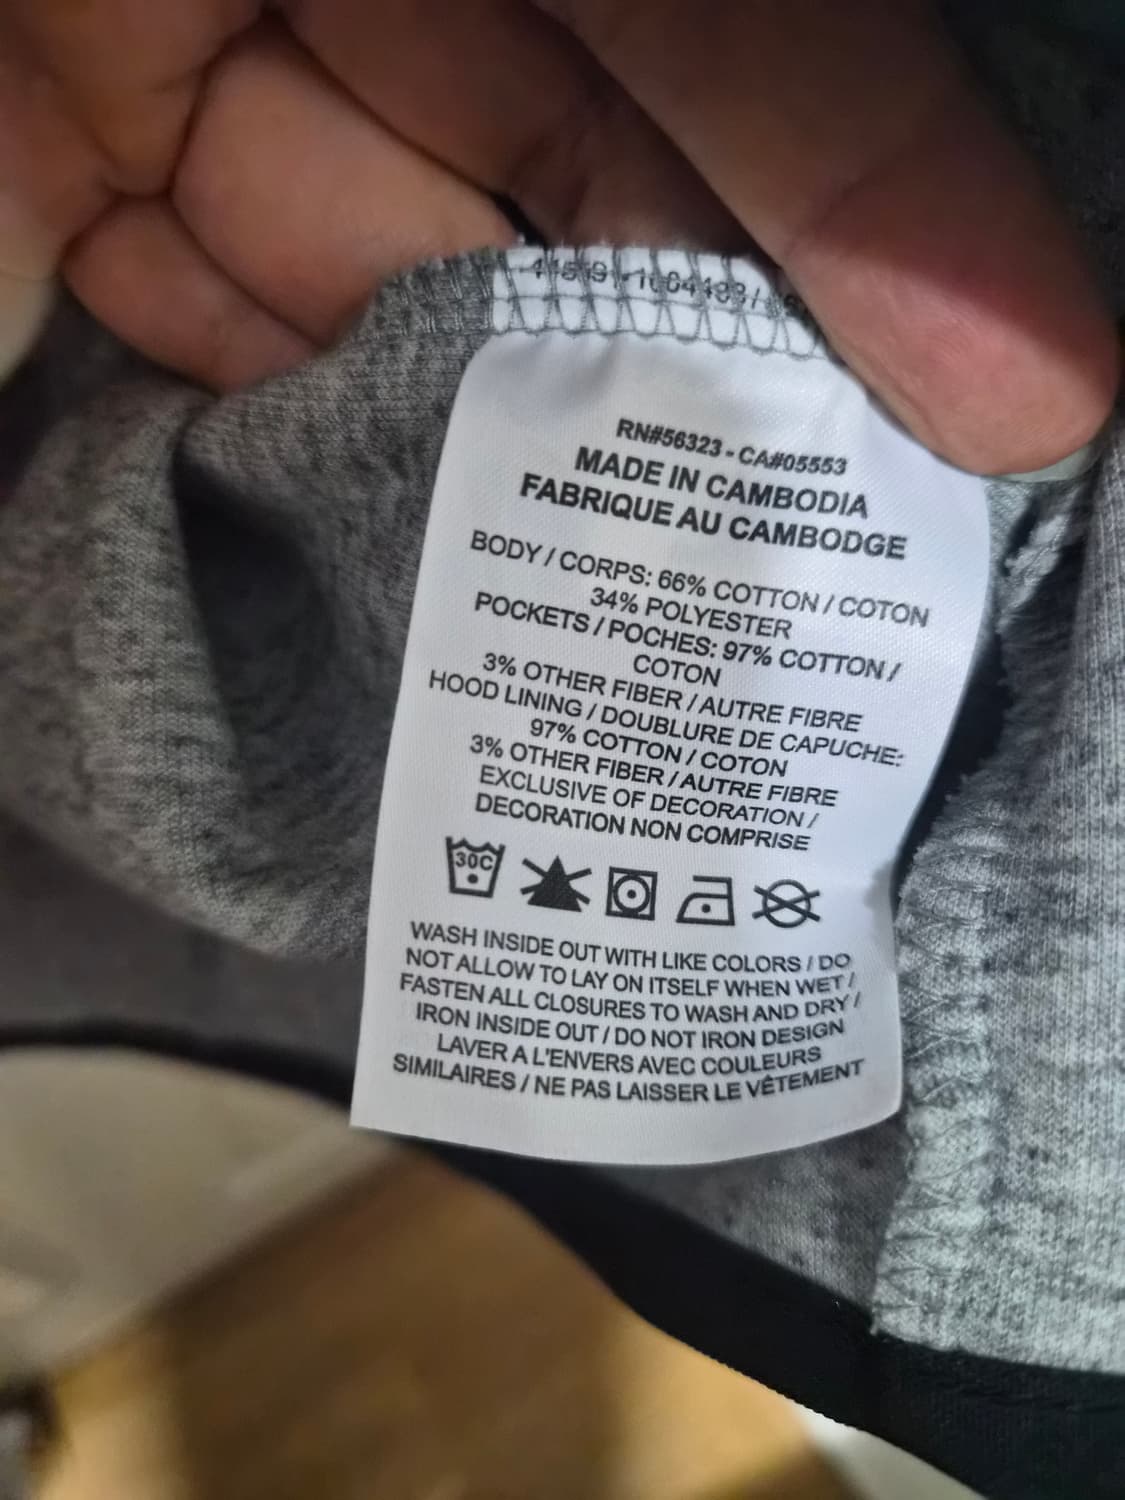 RN#56323 - CA#05553
MADE IN CAMBODIA
FABRIQUE AU CAMBODGE
BODY / CORPS: 66% COTTON / COTON
34% POLYESTER
POCKETS / POCHES: 97% COTTON /
COTON
3% OTHER FIBER / AUTRE FIBRE
HOOD LINING / DOUBLURE DE CAPUCHE:
97% COTTON / COTON
3% OTHER FIBER / AUTRE FIBRE
EXCLUSIVE OF DECORATION /
DECORATION NON COMPRISE
30C
WASH INSIDE OUT WITH LIKE COLORS / DO
NOT ALLOW TO LAY ON ITSELF WHEN WET /
FASTEN ALL CLOSURES TO WASH AND DRY /
IRON INSIDE OUT / DO NOT IRON DESIGN
LAVER A L'ENVERS AVEC COULEURS
SIMILAIRES / NE PAS LAISSER LE VÊTEMENT